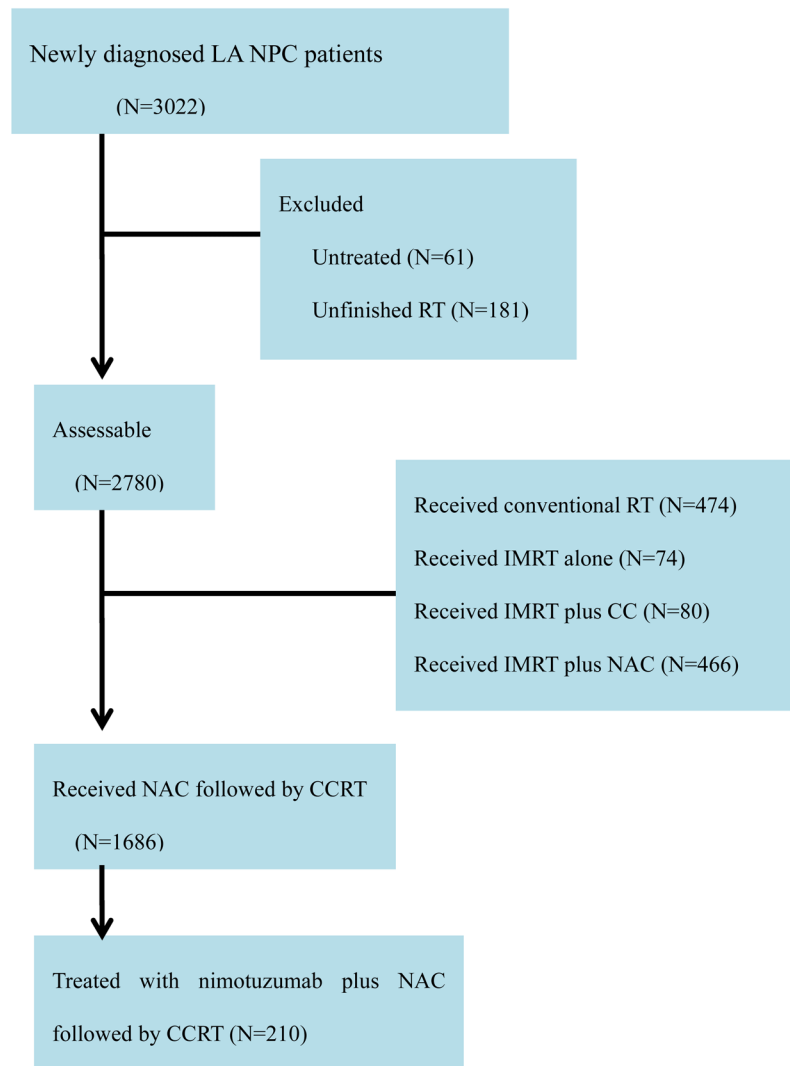 Newly diagnosed LA NPC patients
(N=3022)
Excluded
Untreated (N=61)
Unfinished RT (N=181)
Assessable
(N=2780)
Received conventional RT (N=474)
Received IMRT alone (N=74)
Received IMRT plus CC (N=80)
Received IMRT plus NAC (N=466)
Received NAC followed by CCRT
(N=1686)
Treated with nimotuzumab plus NAC
followed by CCRT (N=210)